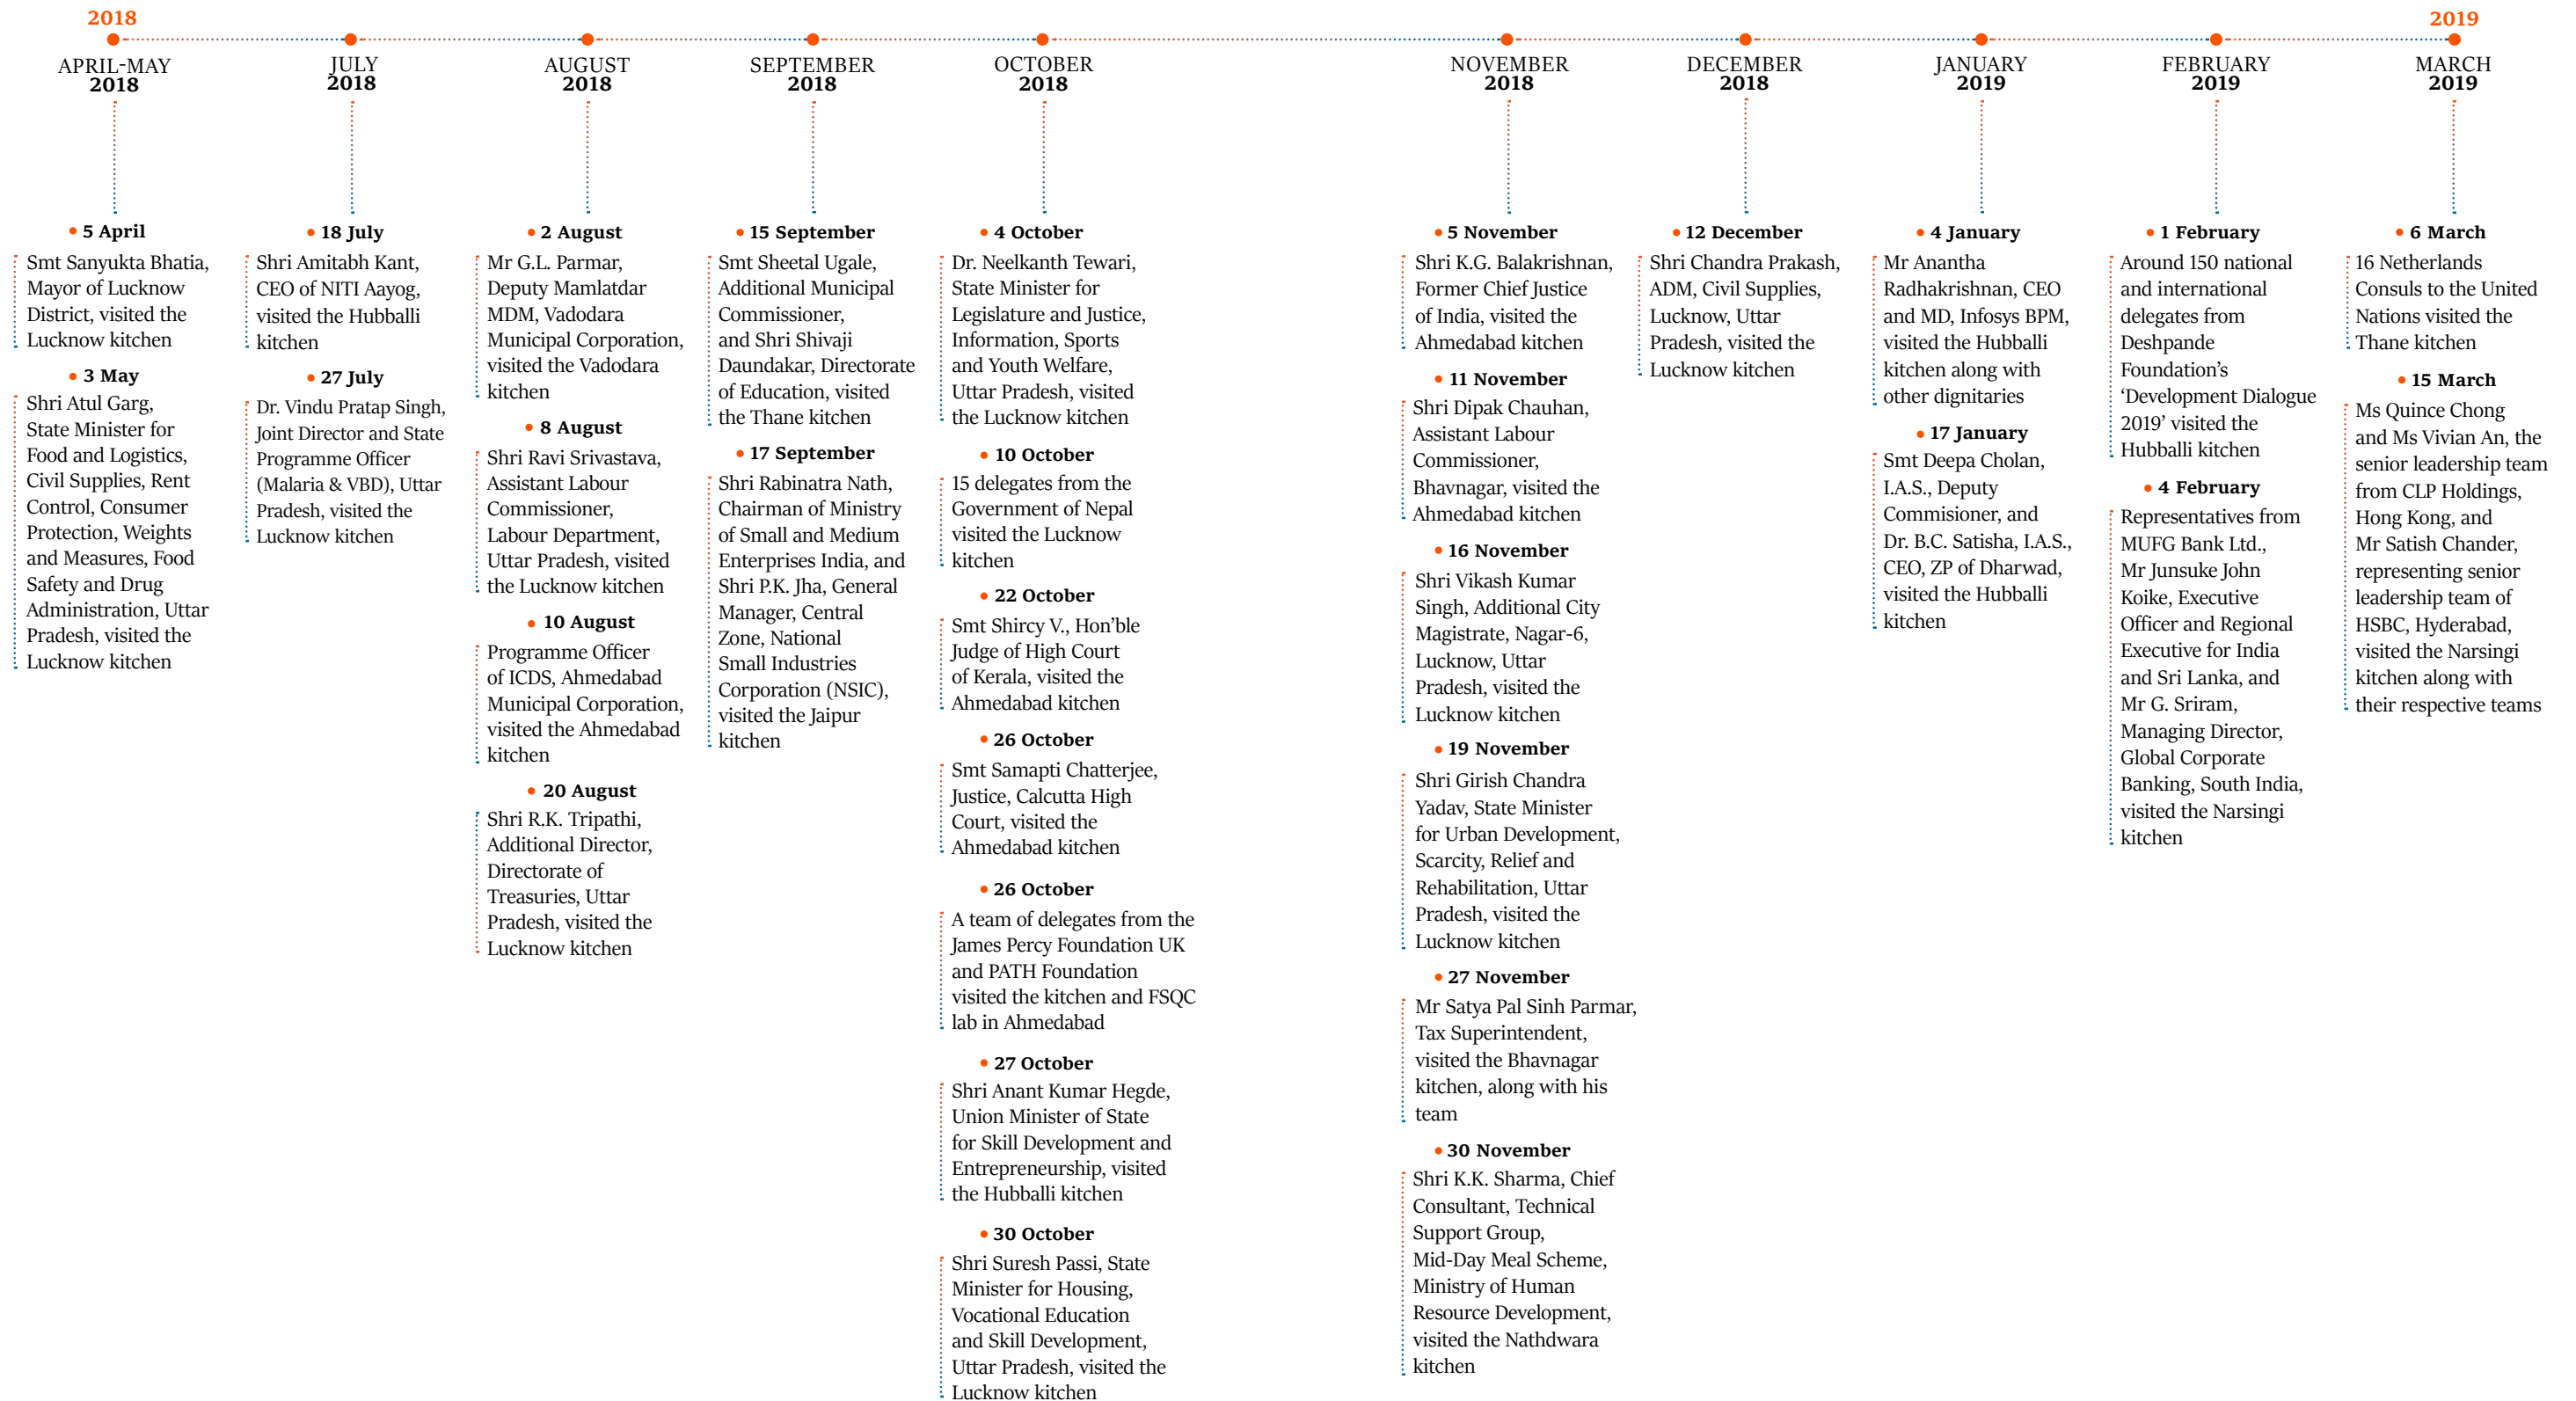 2018
2019
APRIL-MAY
2018
5 April
Smt Sanyukta Bhatia,
Mayor of Lucknow
District, visited the
Lucknow kitchen
3 May
Shri Atul Garg,
State Minister for
Food and Logistics,
Civil Supplies, Rent
Control, Consumer
Protection, Weights
and Measures, Food
Safety and Drug
Administration, Uttar
Pradesh, visited the
Lucknow kitchen
JULY
2018
18 July
Shri Amitabh Kant,
CEO of NITI Aayog,
visited the Hubballi
kitchen
27 July
Dr. Vindu Pratap Singh,
Joint Director and State
Programme Officer
(Malaria & VBD), Uttar
Pradesh, visited the
Lucknow kitchen
AUGUST
2018
2 August
Mr G.L. Parmar,
Deputy Mamlatdar
MDM, Vadodara
Municipal Corporation,
visited the Vadodara
kitchen
8 August
Shri Ravi Srivastava,
Assistant Labour
Commissioner,
Labour Department,
Uttar Pradesh, visited
the Lucknow kitchen
10 August
Programme Officer
of ICDS, Ahmedabad
Municipal Corporation,
visited the Ahmedabad
kitchen
20 August
Shri R.K. Tripathi,
Additional Director,
Directorate of
Treasuries, Uttar
Pradesh, visited the
Lucknow kitchen
SEPTEMBER
2018
15 September
Smt Sheetal Ugale,
Additional Municipal
Commissioner,
and Shri Shivaji
Daundakar, Directorate
of Education, visited
the Thane kitchen
17 September
Shri Rabinatra Nath,
Chairman of Ministry
of Small and Medium
Enterprises India, and
Shri P.K. Jha, General
Manager, Central
Zone, National
Small Industries
Corporation (NSIC),
visited the Jaipur
kitchen
OCTOBER
2018
4 October
Dr. Neelkanth Tewari,
State Minister for
Legislature and Justice,
Information, Sports
and Youth Welfare,
Uttar Pradesh, visited
the Lucknow kitchen
10 October
15 delegates from the
Government of Nepal
visited the Lucknow
kitchen
22 October
Smt Shircy V., Hon’ble
Judge of High Court
of Kerala, visited the
Ahmedabad kitchen
26 October
Smt Samapti Chatterjee,
Justice, Calcutta High
Court, visited the
Ahmedabad kitchen
26 October
A team of delegates from the
James Percy Foundation UK
and PATH Foundation
visited the kitchen and FSQC
lab in Ahmedabad
27 October
Shri Anant Kumar Hegde,
Union Minister of State
for Skill Development and
Entrepreneurship, visited
the Hubballi kitchen
30 October
Shri Suresh Passi, State
Minister for Housing,
Vocational Education
and Skill Development,
Uttar Pradesh, visited the
Lucknow kitchen
NOVEMBER
2018
5 November
Shri K.G. Balakrishnan,
Former Chief Justice
of India, visited the
Ahmedabad kitchen
11 November
Shri Dipak Chauhan,
Assistant Labour
Commissioner,
Bhavnagar, visited the
Ahmedabad kitchen
16 November
Shri Vikash Kumar
Singh, Additional City
Magistrate, Nagar-6,
Lucknow, Uttar
Pradesh, visited the
Lucknow kitchen
19 November
Shri Girish Chandra
Yadav, State Minister
for Urban Development,
Scarcity, Relief and
Rehabilitation, Uttar
Pradesh, visited the
Lucknow kitchen
27 November
Mr Satya Pal Sinh Parmar,
Tax Superintendent,
visited the Bhavnagar
kitchen, along with his
team
30 November
Shri K.K. Sharma, Chief
Consultant, Technical
Support Group,
Mid-Day Meal Scheme,
Ministry of Human
Resource Development,
visited the Nathdwara
kitchen
DECEMBER
2018
12 December
Shri Chandra Prakash,
ADM, Civil Supplies,
Lucknow, Uttar
Pradesh, visited the
Lucknow kitchen
JANUARY
2019
4 January
Mr Anantha
Radhakrishnan, CEO
and MD, Infosys BPM,
visited the Hubballi
kitchen along with
other dignitaries
17 January
Smt Deepa Cholan,
I.A.S., Deputy
Commisioner, and
Dr. B.C. Satisha, I.A.S.,
CEO, ZP of Dharwad,
visited the Hubballi
kitchen
FEBRUARY
2019
1 February
Around 150 national
and international
delegates from
Deshpande
Foundation’s
‘Development Dialogue
2019’ visited the
Hubballi kitchen
4 February
Representatives from
MUFG Bank Ltd.,
Mr Junsuke John
Koike, Executive
Officer and Regional
Executive for India
and Sri Lanka, and
Mr G. Sriram,
Managing Director,
Global Corporate
Banking, South India,
visited the Narsingi
kitchen
MARCH
2019
6 March
16 Netherlands
Consuls to the United
Nations visited the
Thane kitchen
15 March
Ms Quince Chong
and Ms Vivian An, the
senior leadership team
from CLP Holdings,
Hong Kong, and
Mr Satish Chander,
representing senior
leadership team of
HSBC, Hyderabad,
visited the Narsingi
kitchen along with
their respective teams